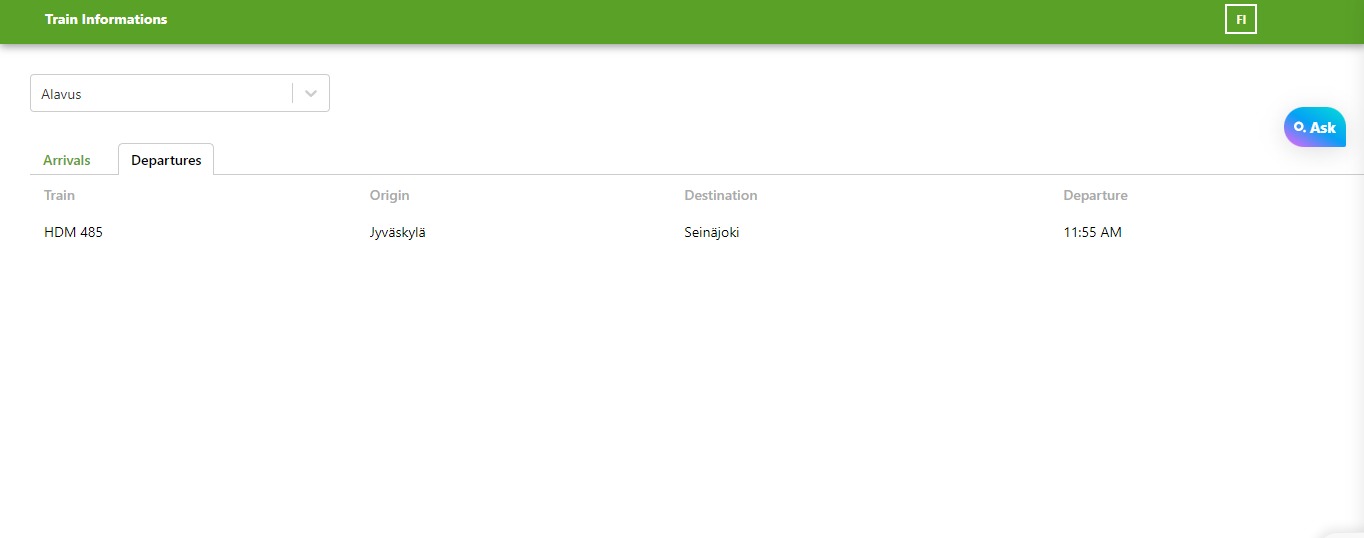 Train Informations FI
Alavus
Ask
Arrivals Departures
Train Origin Destination Departure
HDM 485 Jyväskylä Seinäjoki 11:55 AM